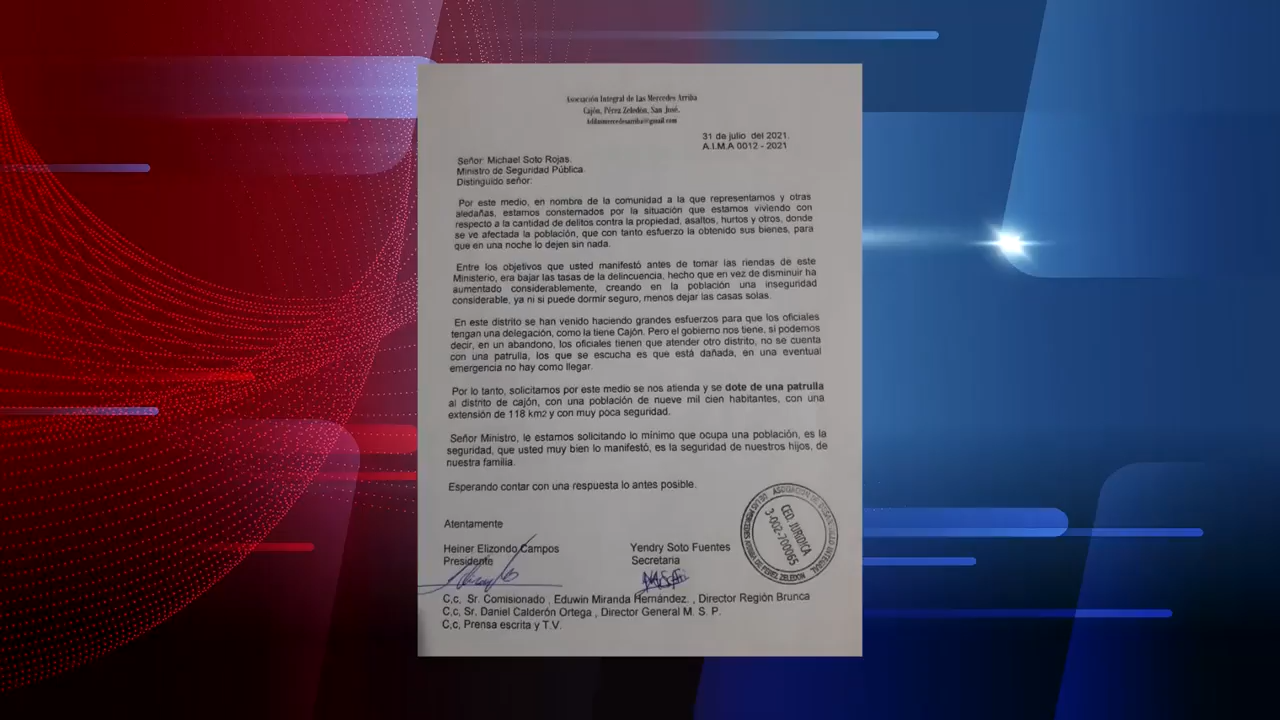 Asociación Integral de Las Mercedes Arriba
Cajón, Pérez Zeledón, San José.
Adilasmercedesarriba@gmail.com
31 de julio del 2021.
A.I.M.A 0012 - 2021
Señor: Michael Soto Rojas.
Ministro de Seguridad Pública.
Distinguido señor:
Por este medio, en nombre de la comunidad a la que representamos y otras
aledañas, estamos consternados por la situación que estamos viviendo con
respecto a la cantidad de delitos contra la propiedad, asaltos, hurtos y otros, donde
se ve afectada la población, que con tanto esfuerzo la obtenido sus bienes, para
que en una noche lo dejen sin nada.
Entre los objetivos que usted manifestó antes de tomar las riendas de este
Ministerio, era bajar las tasas de la delincuencia, hecho que en vez de disminuir ha
aumentado considerablemente, creando en la población una inseguridad
considerable, ya ni si puede dormir seguro, menos dejar las casas solas.
En este distrito se han venido haciendo grandes esfuerzos para que los oficiales
tengan una delegación, como la tiene Cajón. Pero el gobierno nos tiene, si podemos
decir, en un abandono, los oficiales tienen que atender otro distrito, no se cuenta
con una patrulla, los que se escucha es que está dañada, en una eventual
emergencia no hay como llegar.
Por lo tanto, solicitamos por este medio se nos atienda y se dote de una patrulla
al distrito de cajón, con una población de nueve mil cien habitantes, con una
extensión de 118 km2 y con muy poca seguridad.
Señor Ministro, le estamos solicitando lo mínimo que ocupa una población, es la
seguridad, que usted muy bien lo manifestó, es la seguridad de nuestros hijos, de
nuestra familia.
Esperando contar con una respuesta lo antes posible.
Atentamente
Heiner Elizondo Campos
Presidente
Yendry Soto Fuentes
Secretaria
ASOCIACION DE DESARROLLO INTEGRAL
DE LAS MERCEDES ARRIBA DE PEREZ ZELEDON
CED. JURIDICA
3-002-700065
C,c, Sr. Comisionado , Eduwin Miranda Hernández. , Director Región Brunca
C,c, Sr. Daniel Calderón Ortega , Director General M. S. P.
C,c, Prensa escrita y T.V.